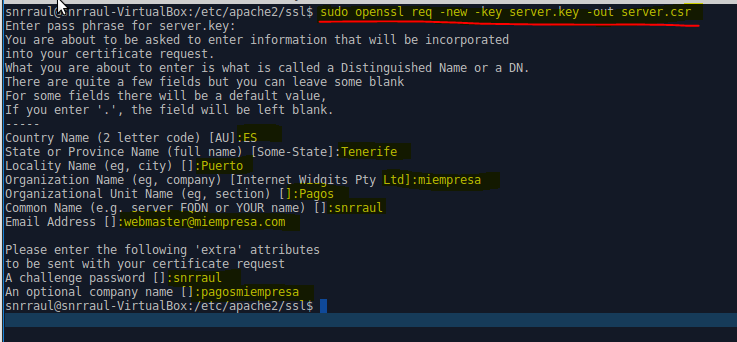 snrraul@snrraul-VirtualBox:/etc/apache2/ssl$ sudo openssl req -new -key server.key -out server.csr
Enter pass phrase for server.key:
You are about to be asked to enter information that will be incorporated
into your certificate request.
What you are about to enter is what is called a Distinguished Name or a DN.
There are quite a few fields but you can leave some blank
For some fields there will be a default value,
If you enter '.', the field will be left blank.
-----
Country Name (2 letter code) [AU]:ES
State or Province Name (full name) [Some-State]:Tenerife
Locality Name (eg, city) []:Puerto
Organization Name (eg, company) [Internet Widgits Pty Ltd]:miempresa
Organizational Unit Name (eg, section) []:Pagos
Common Name (e.g. server FQDN or YOUR name) []:snrraul
Email Address []:webmaster@miempresa.com

Please enter the following 'extra' attributes
to be sent with your certificate request
A challenge password []:snrraul
An optional company name []:pagosmiempresa
snrraul@snrraul-VirtualBox:/etc/apache2/ssl$